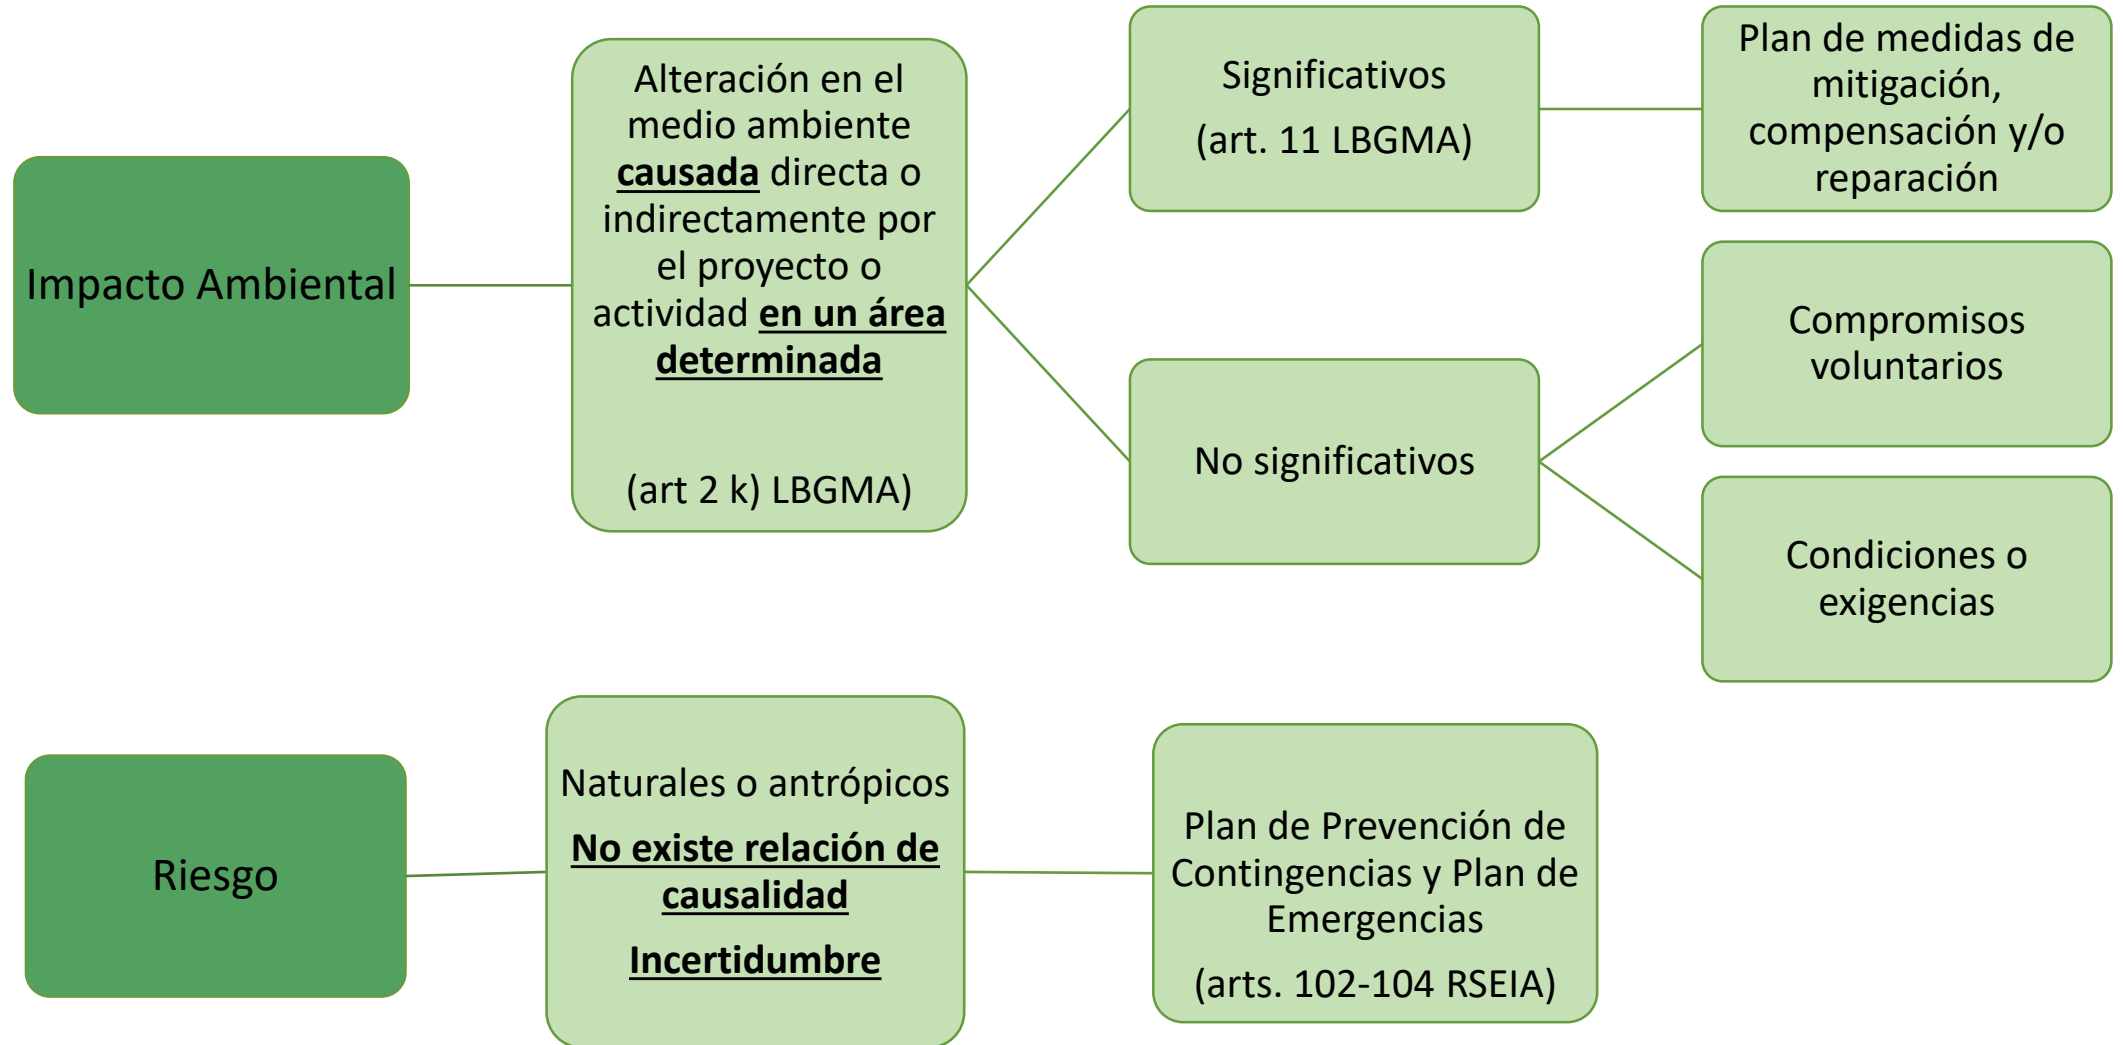 Impacto Ambiental
Alteración en el
medio ambiente
causada directa o
indirectamente por
el proyecto o
actividad en un área
determinada
(art 2 k) LBGMA)
Significativos
(art. 11 LBGMA)
Plan de medidas de
mitigación,
compensación y/o
reparación
No significativos
Compromisos
voluntarios
Condiciones o
exigencias
Riesgo
Naturales o antrópicos
No existe relación de
causalidad
Incertidumbre
Plan de Prevención de
Contingencias y Plan de
Emergencias
(arts. 102-104 RSEIA)